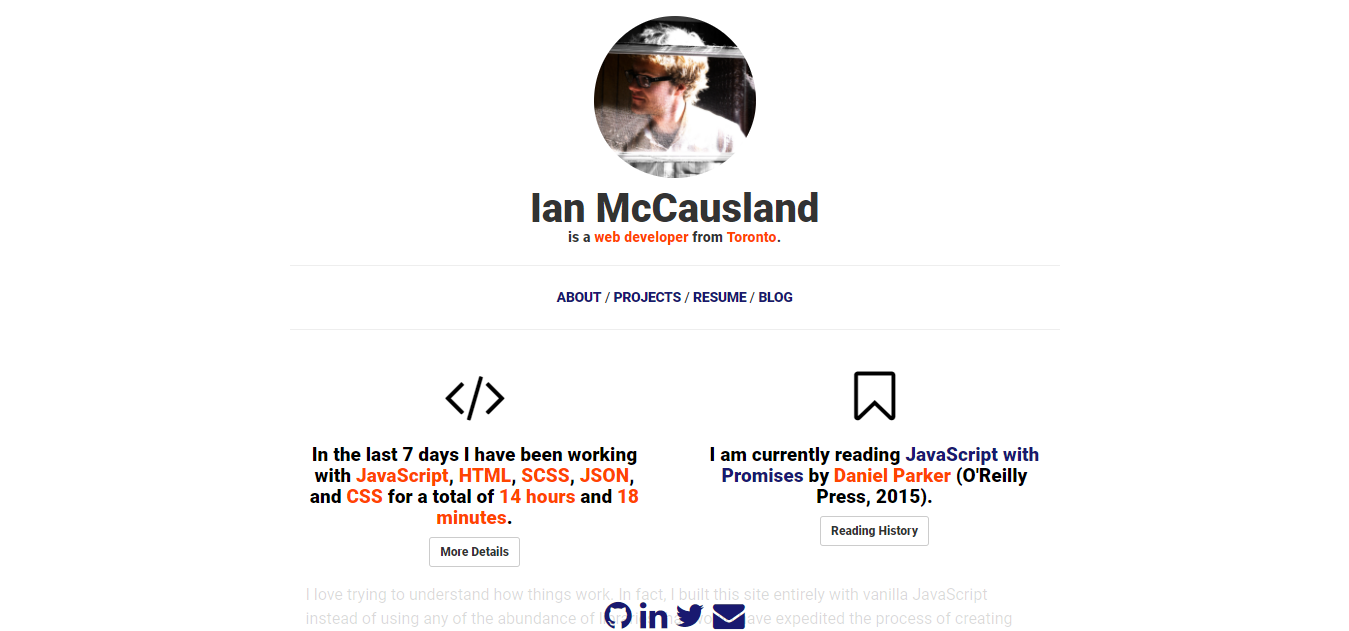 Ian McCausland
is a web developer from Toronto.
ABOUT / PROJECTS / RESUME / BLOG
In the last 7 days I have been working
with JavaScript, HTML, SCSS, JSON,
and CSS for a total of 14 hours and 18
minutes.
More Details
I am currently reading JavaScript with
Promises by Daniel Parker (O'Reilly
Press, 2015).
Reading History
I love trying to understand how things work. In fact, I built this site entirely with vanilla JavaScript
instead of using any of the abundance of have expedited the process of creating